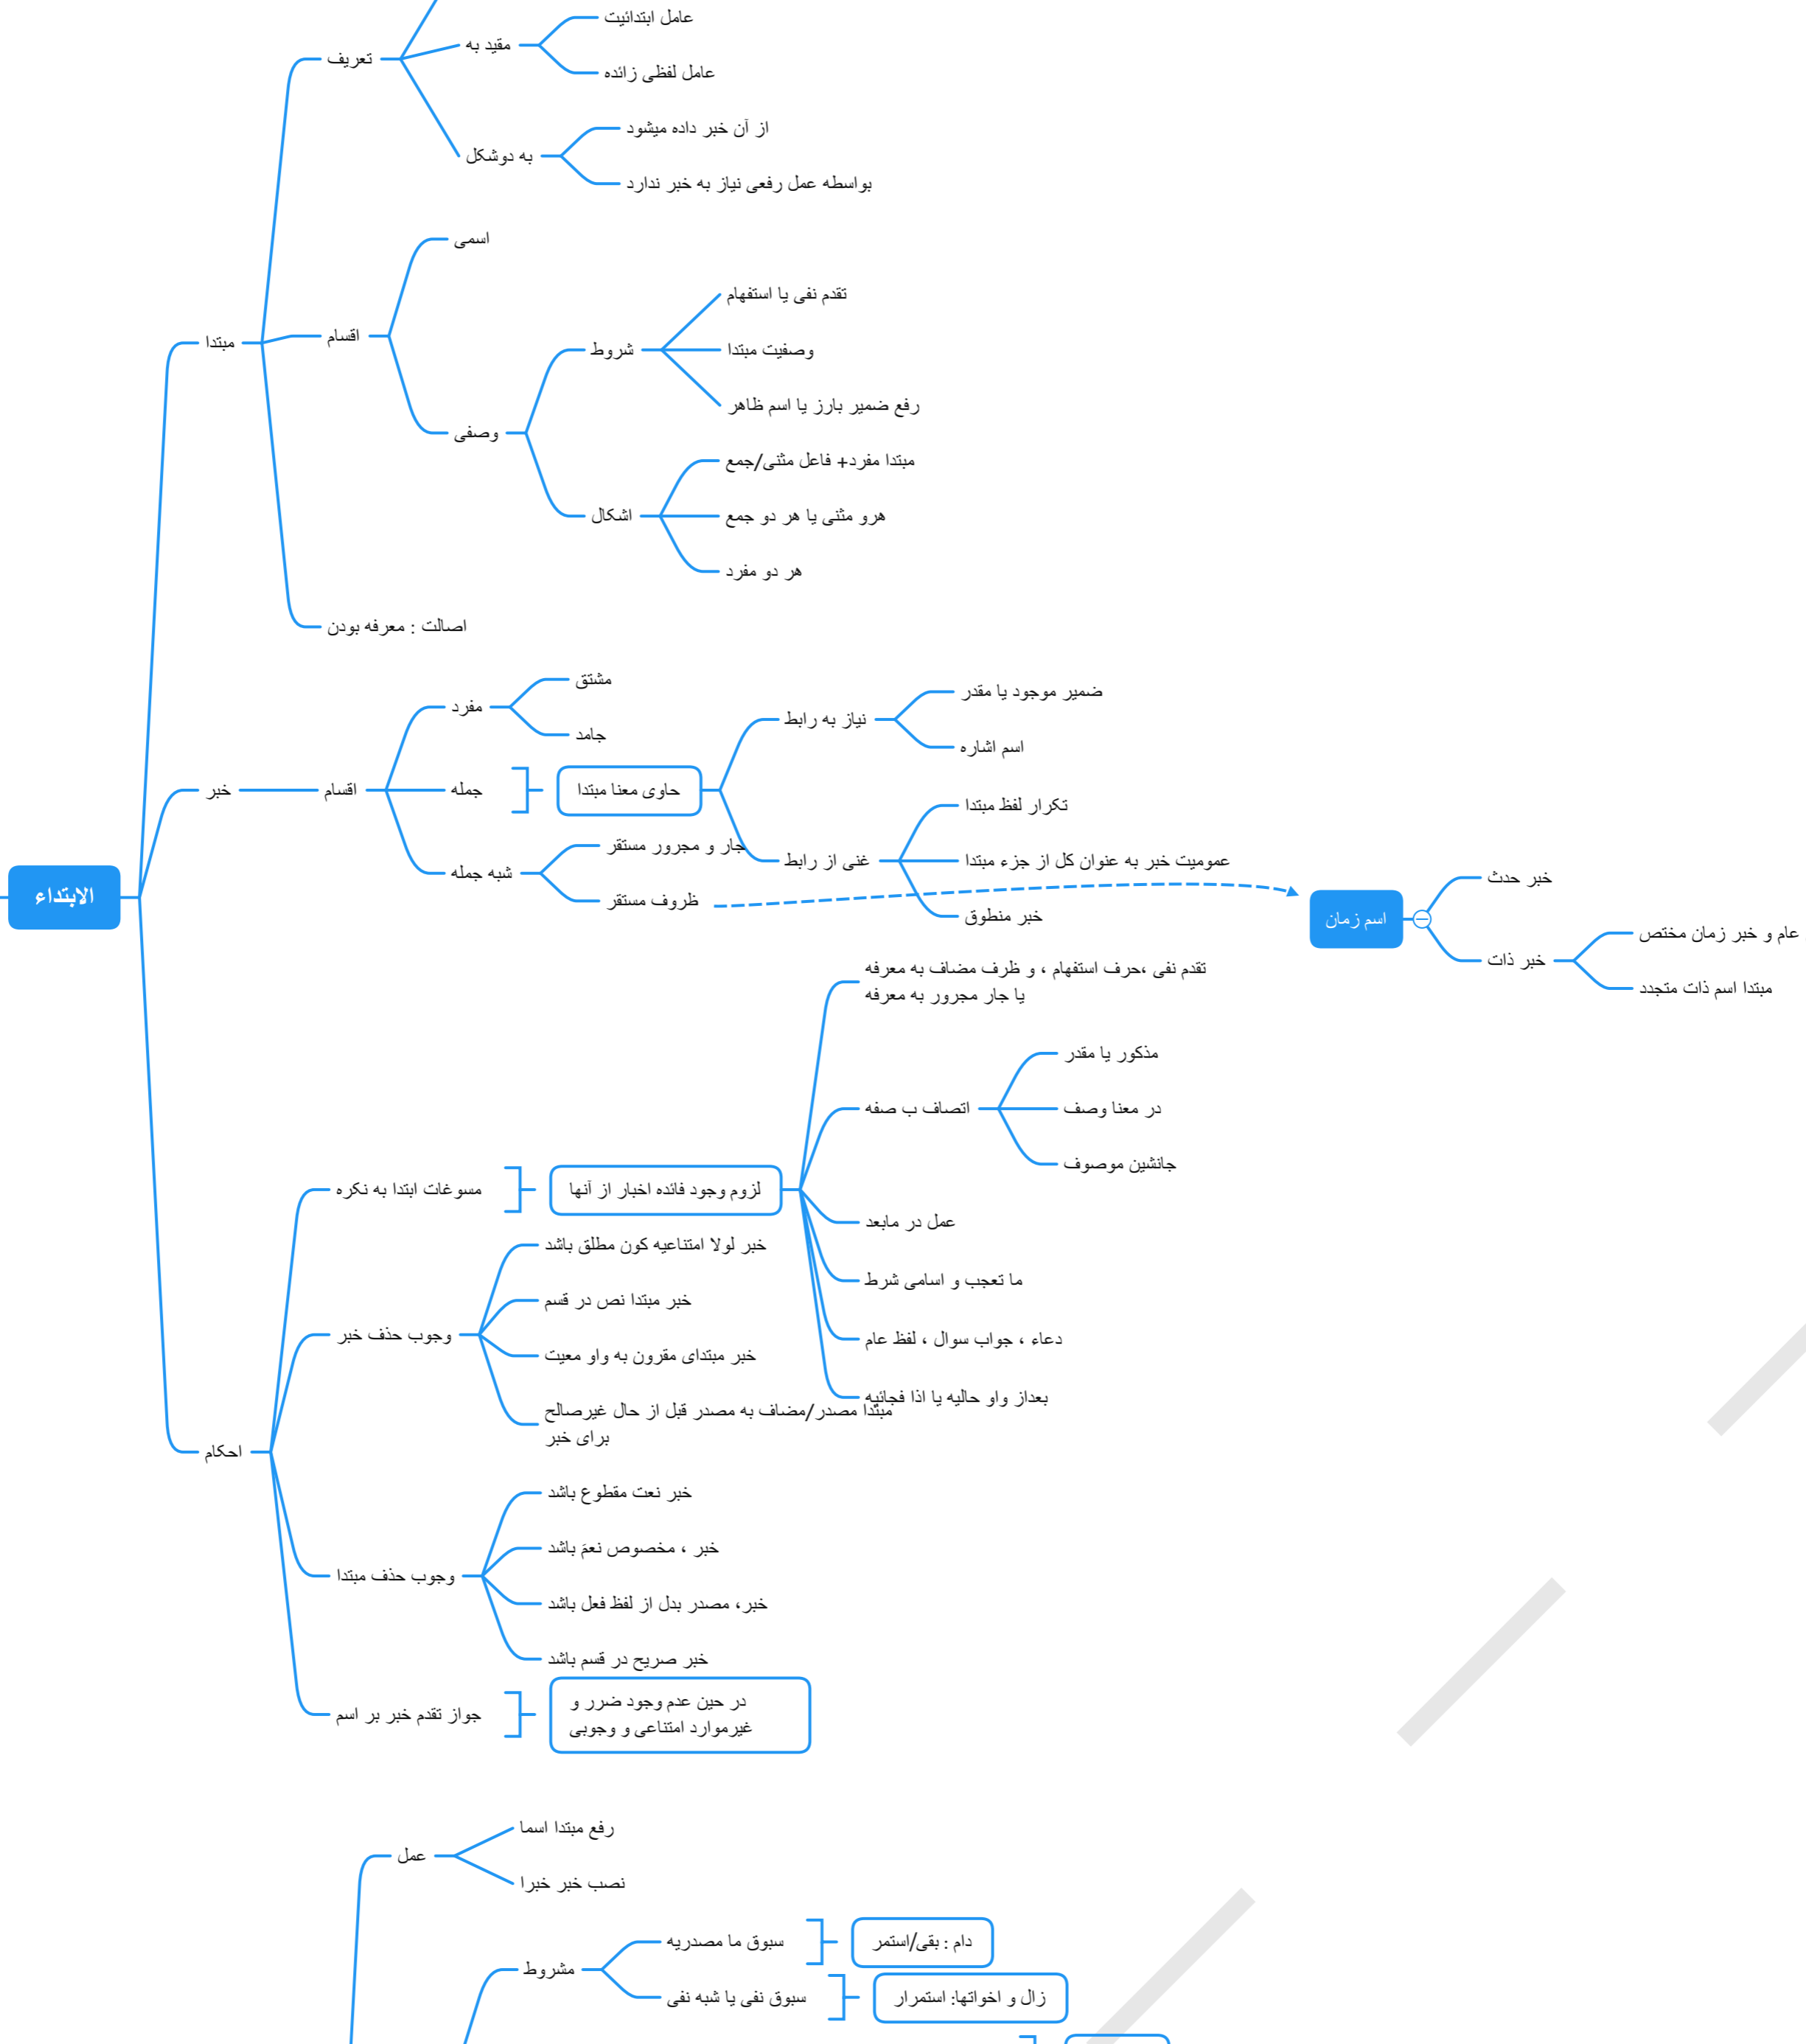 عامل ابتدائیت
مقید به
تعریف
عامل لفظی زائده
از آن خبر داده میشود
به دوشکل
بواسطه عمل رفعی نیاز به خبر ندارد
اسمی
تقدم نفی یا استفهام
اقسام
مبتدا
شروط
وصفیت مبتدا
رفع ضمیر بارز یا اسم ظاهر
وصفی
مبتدا مفرد+ فاعل مثنی/جمع
اشکال
هرو مثنی یا هر دو جمع
هر دو مفرد
اصالت : معرفه بودن
مشتق
مفرد
جامد
ضمیر موجود یا مقدر
نیاز به رابط
اسم اشاره
خبر
اقسام
جمله
حاوی معنا مبتدا
تکرار لفظ مبتدا
جار و مجرور مستقر
غنی از رابط
عمومیت خبر به عنوان کل از جزء مبتدا
شبه جمله
ظروف مستقر
خبر منطوق
الابتداء
اسم زمان
خبر حدث
عام و خبر زمان مختص
خبر ذات
مبتدا اسم ذات متجدد
تقدم نفی ،حرف استفهام ، و ظرف مضاف به معرفه
یا جار مجرور به معرفه
مذکور یا مقدر
اتصاف ب صفه
در معنا وصف
جانشین موصوف
مسوغات ابتدا به نکره
لزوم وجود فائده اخبار از آنها
عمل در مابعد
ما تعجب و اسامی شرط
دعاء ، جواب سوال ، لفظ عام
بعداز واو حالیه یا اذا فجائیه
خبر لولا امتناعیه کون مطلق باشد
خبر مبتدا نص در قسم
وجوب حذف خبر
خبر مبتدای مقرون به واو معیت
مبتدا مصدر/مضاف به مصدر قبل از حال غیرصالح
برای خبر
احکام
خبر نعت مقطوع باشد
خبر ، مخصوص نعمَ باشد
وجوب حذف مبتدا
خبر، مصدر بدل از لفظ فعل باشد
خبر صریح در قسم باشد
جواز تقدم خبر بر اسم
در حین عدم وجود ضرر و
غیرموارد امتناعی و وجوبی
رفع مبتدا اسما
عمل
نصب خبر خبرا
سبوق ما مصدریه
دام : بقی/استمر
مشروط
سبوق نفی یا شبه نفی
زال و اخواتها: استمرار